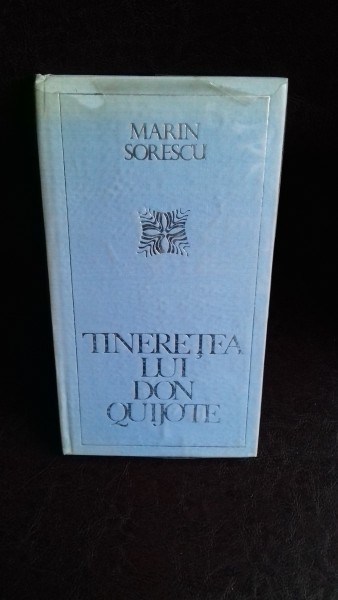 MARIN
SORESCU
TINEREȚEA
LUI
DON
QUIJOTE